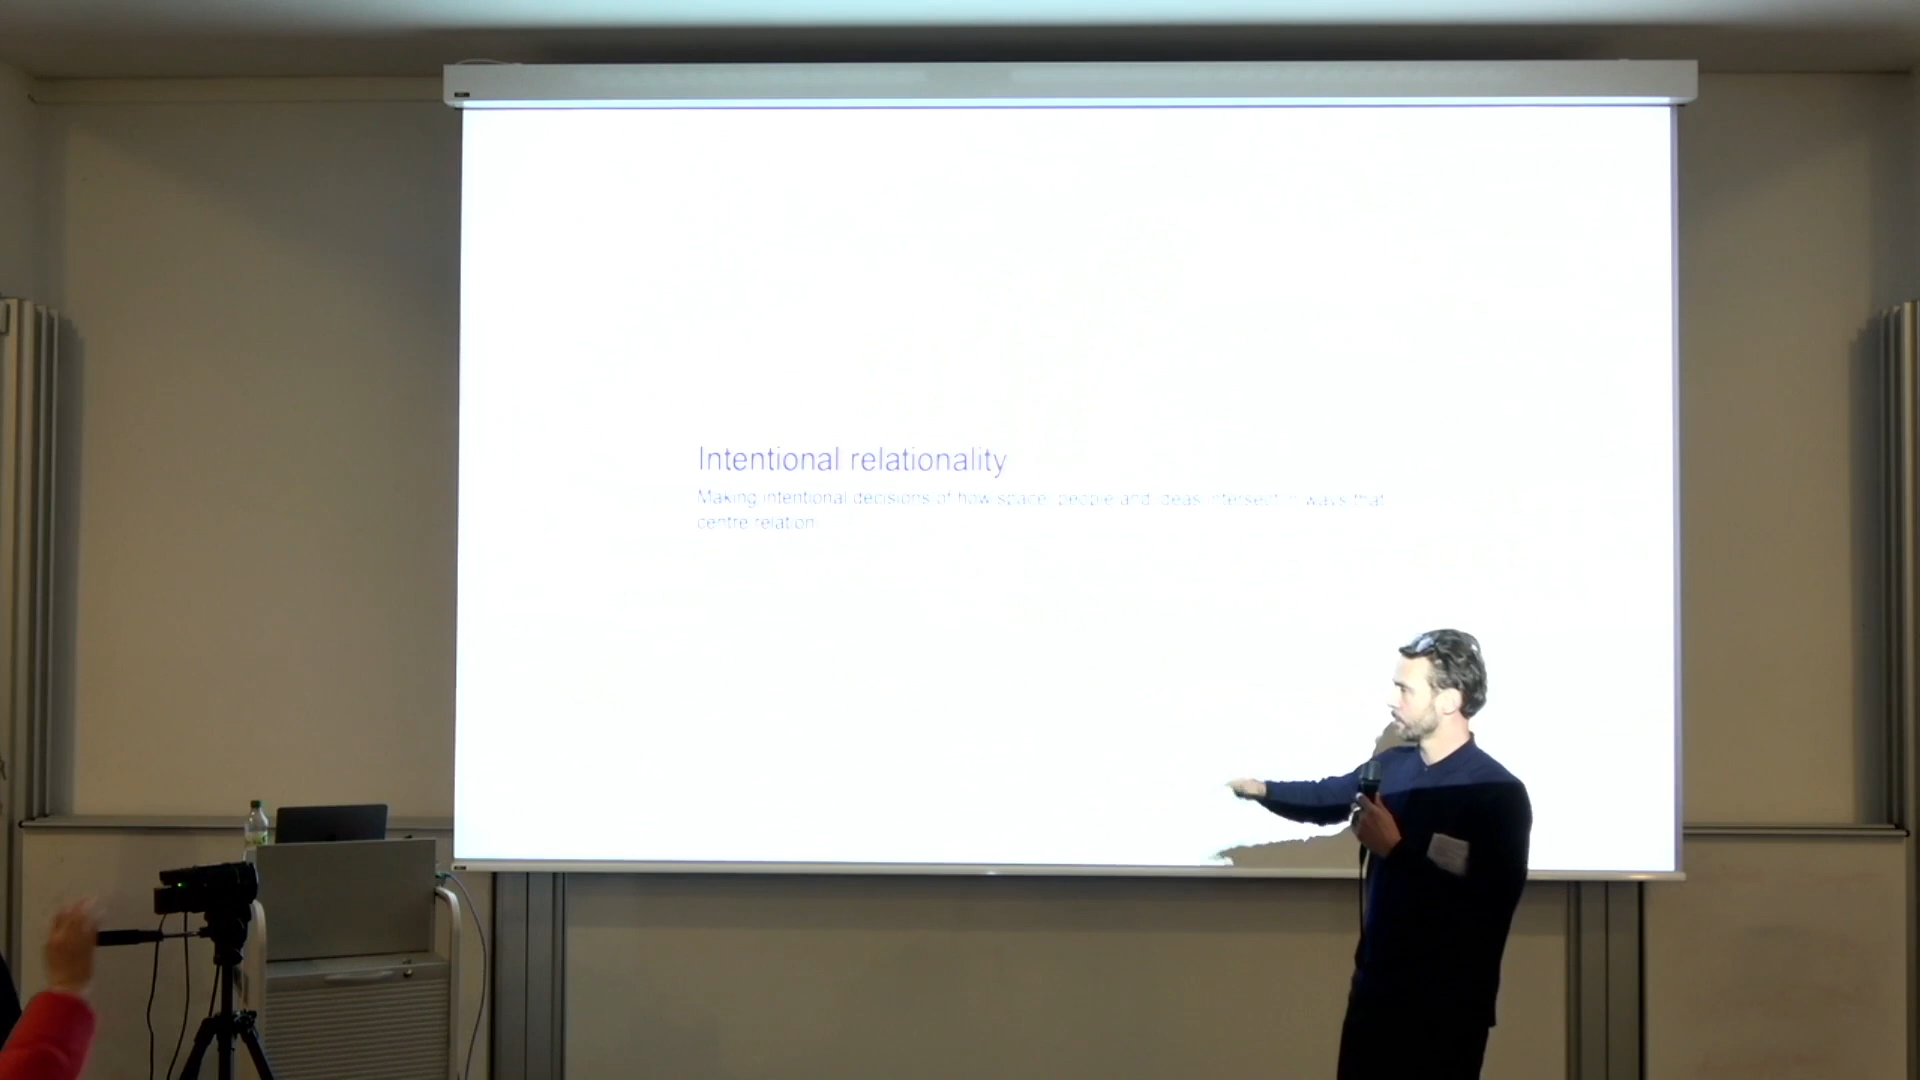 Intentional relationality
Making intentional decisions of how space, people and ideas intersect in ways that
centre relation